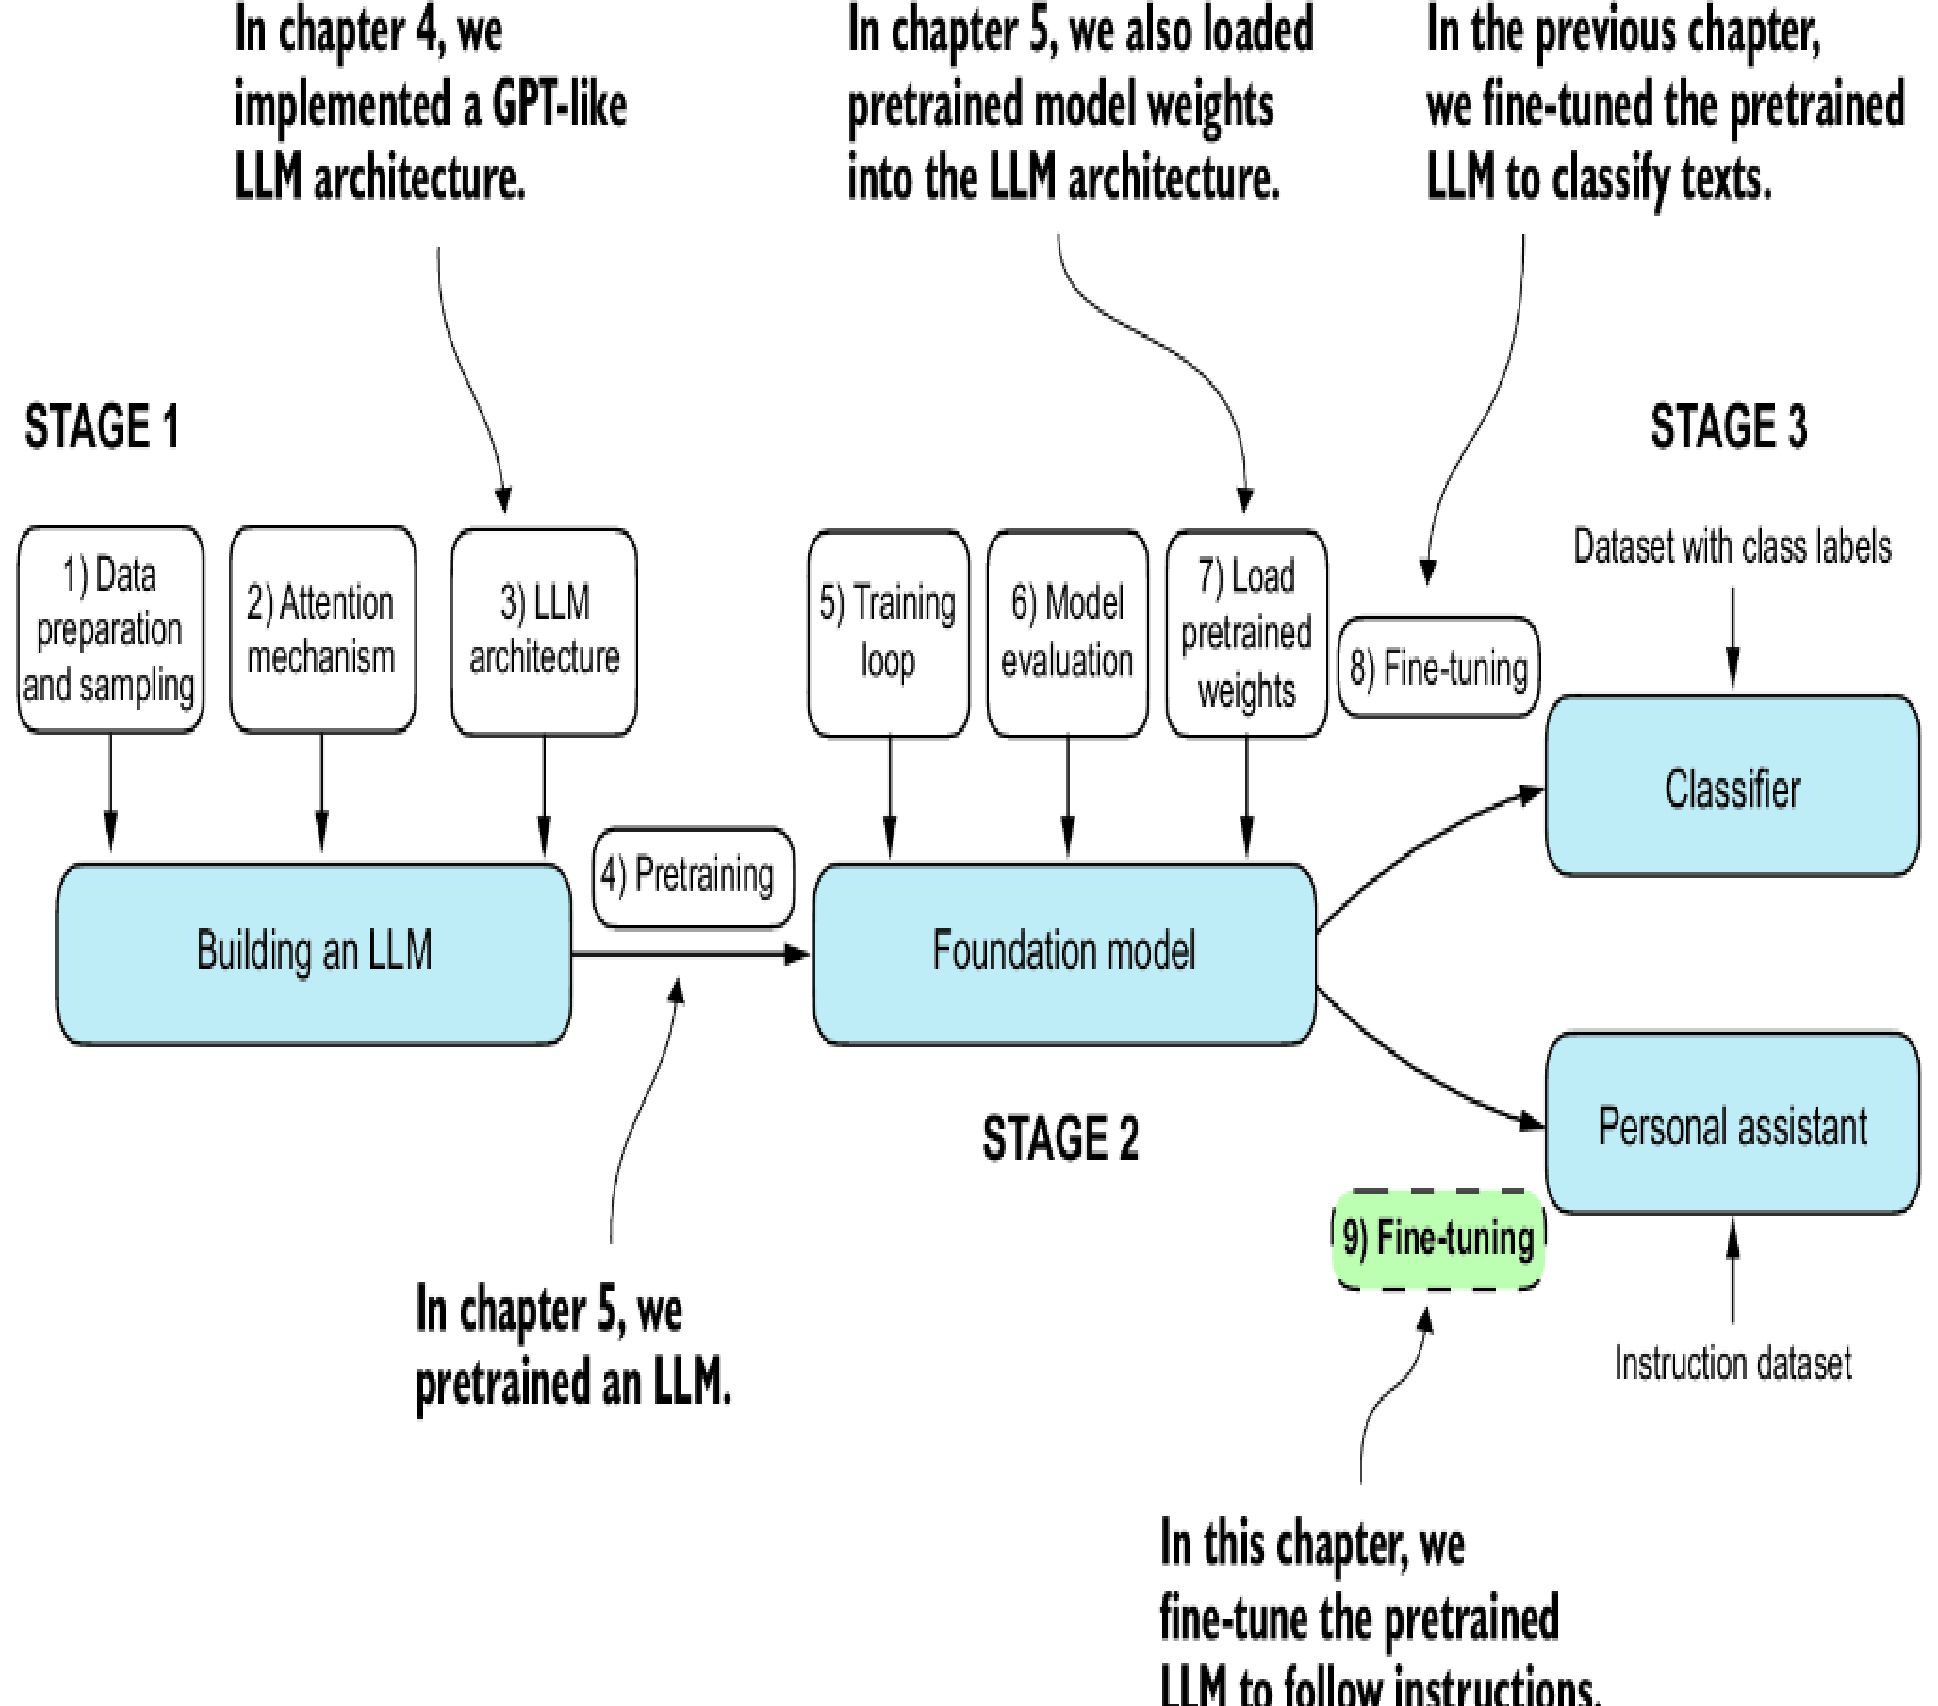 In chapter 4, we
implemented a GPT-like
LLM architecture.
In chapter 5, we also loaded
pretrained model weights
into the LLM architecture.
In the previous chapter,
we fine-tuned the pretrained
LLM to classify texts.
STAGE 1
STAGE 3
1) Data
preparation
and sampling
2) Attention
mechanism
3) LLM
architecture
5) Training
loop
6) Model
evaluation
7) Load
pretrained
weights
8) Fine-tuning
Dataset with class labels
Classifier
4) Pretraining
Building an LLM
Foundation model
STAGE 2
Personal assistant
9) Fine-tuning
Instruction dataset
In chapter 5, we
pretrained an LLM.
In this chapter, we
fine-tune the pretrained
LLM to follow instructions.